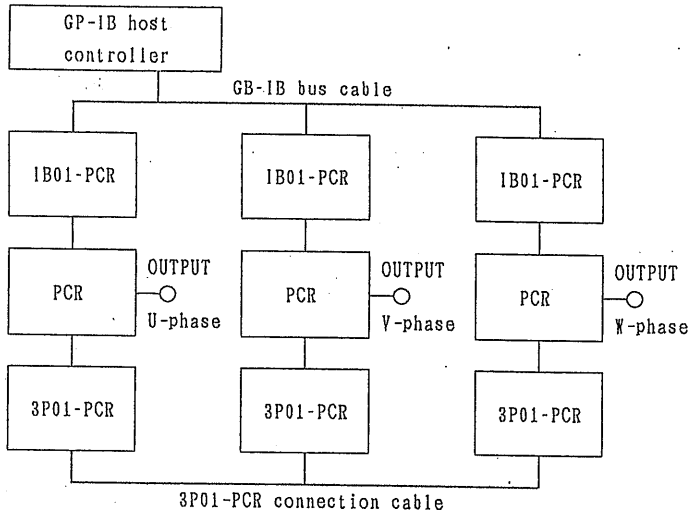 GP-IB host
controller
GB-IB bus cable
IB01-PCR
IB01-PCR
IB01-PCR
PCR
OUTPUT
U-phase
PCR
OUTPUT
V-phase
PCR
OUTPUT
W-phase
3P01-PCR
3P01-PCR
3P01-PCR
3P01-PCR connection cable